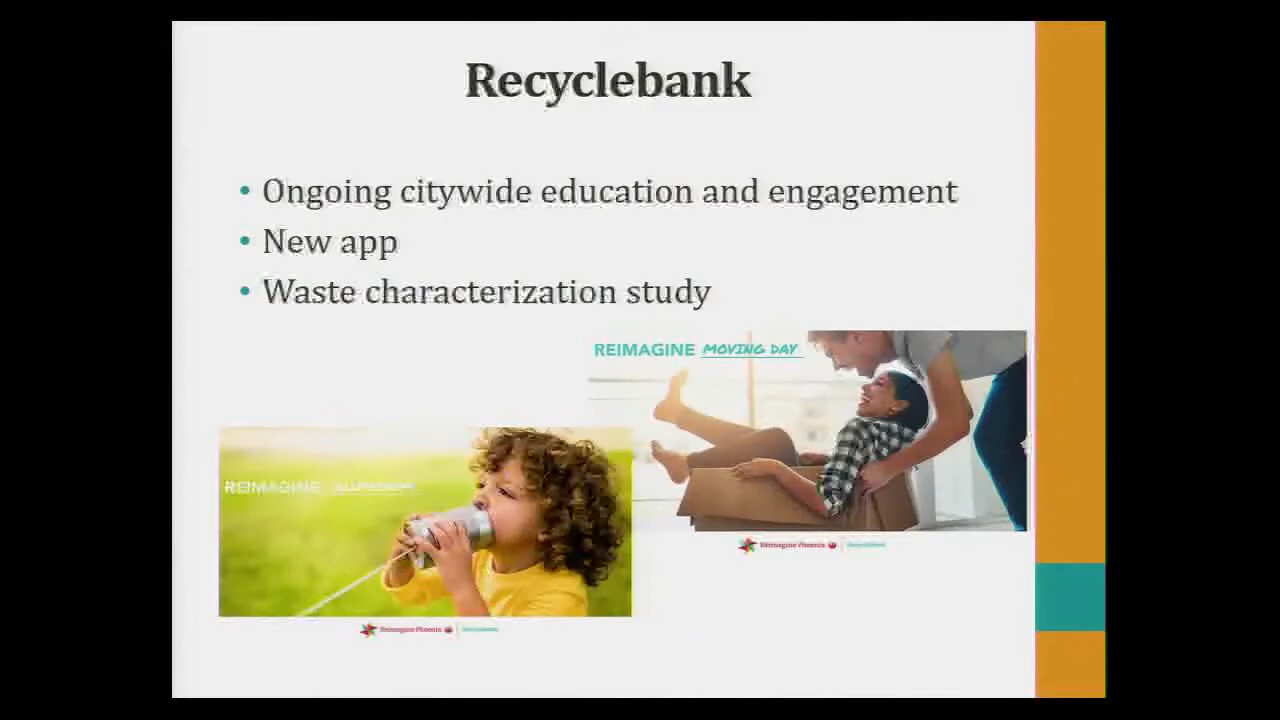 Recyclebank
• Ongoing citywide education and engagement
• New app
• Waste characterization study
REIMAGINE MOVING DAY
REIMAGINE
Reimagine Phoenix
Reimagine Phoenix